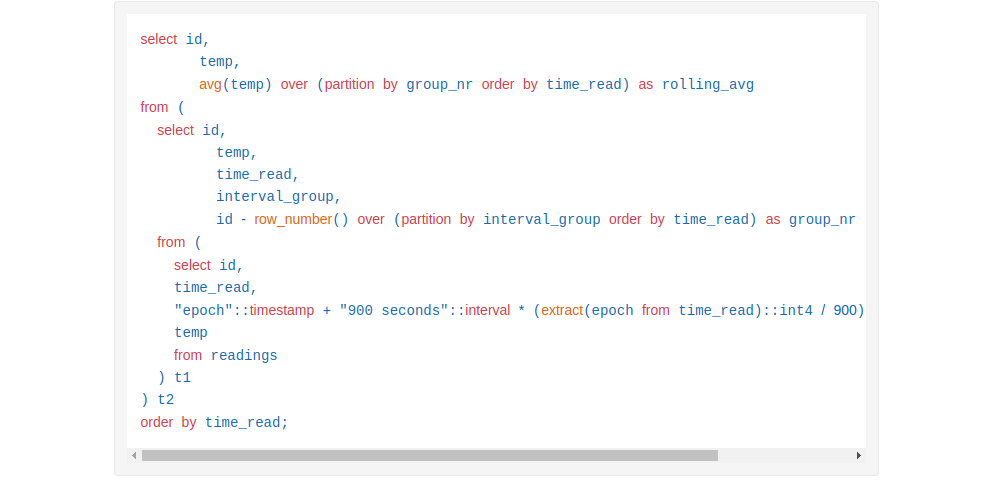 select id,
temp,
avg(temp) over (partition by group_nr order by time_read) as rolling_avg
from (
select id,
temp,
time_read,
interval_group,
id - row_number() over (partition by interval_group order by time_read) as group_nr
from (
select id,
time_read,
"epoch"::timestamp + "900 seconds"::interval * (extract(epoch from time_read)::int4 / 900)
temp
from readings
) t1
) t2
order by time_read;